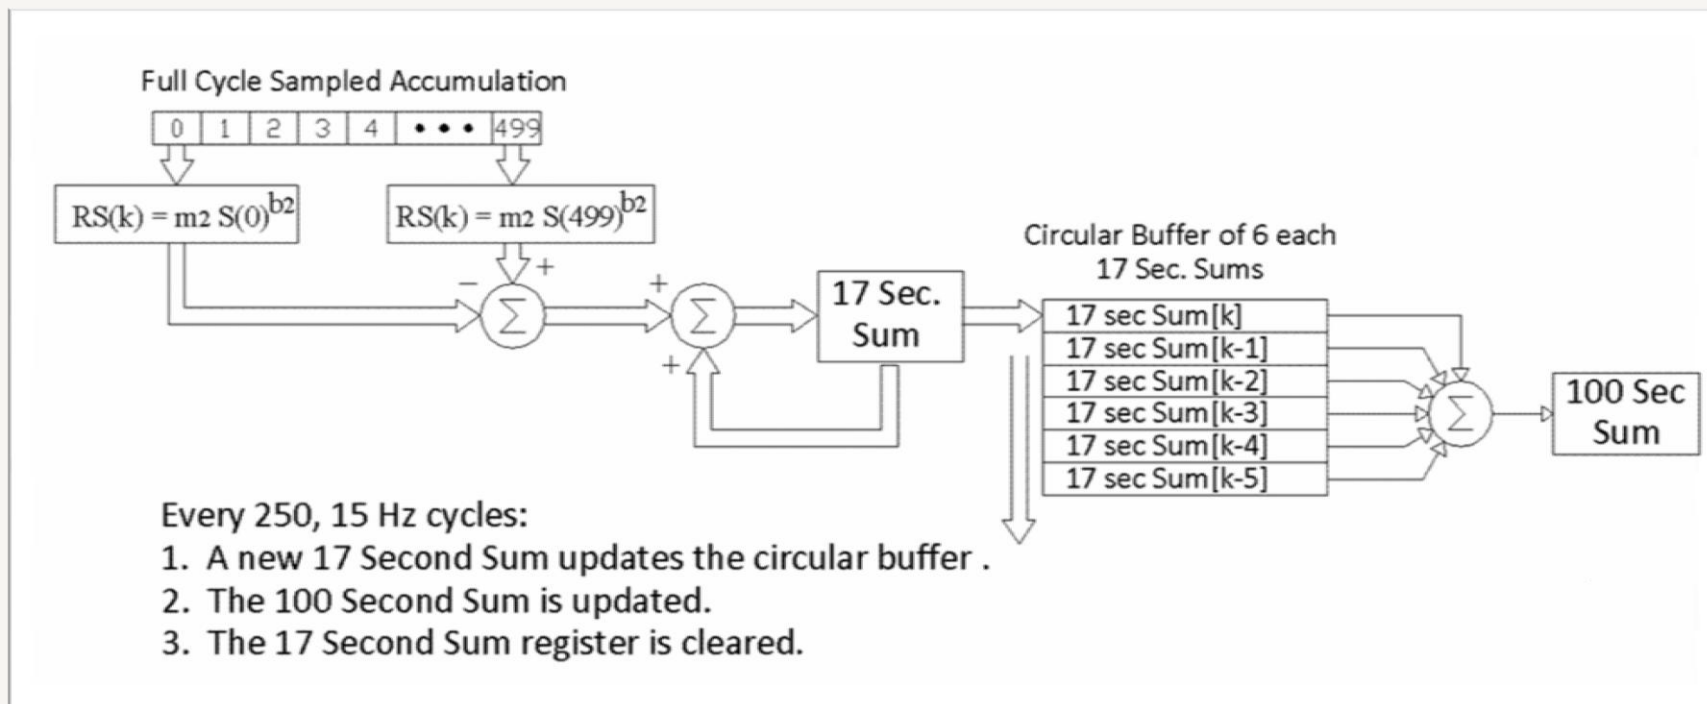 Full Cycle Sampled Accumulation
0 1 2 3 4 • • • 499
RS(k) = m2 S(0)b2
RS(k) = m2 S(499)b2
+
−
Σ
+
Σ
+
17 Sec.
Sum
Circular Buffer of 6 each
17 Sec. Sums
17 sec Sum[k]
17 sec Sum[k-1]
17 sec Sum[k-2]
17 sec Sum[k-3]
17 sec Sum[k-4]
17 sec Sum[k-5]
Σ
100 Sec
Sum
Every 250, 15 Hz cycles:
1. A new 17 Second Sum updates the circular buffer .
2. The 100 Second Sum is updated.
3. The 17 Second Sum register is cleared.